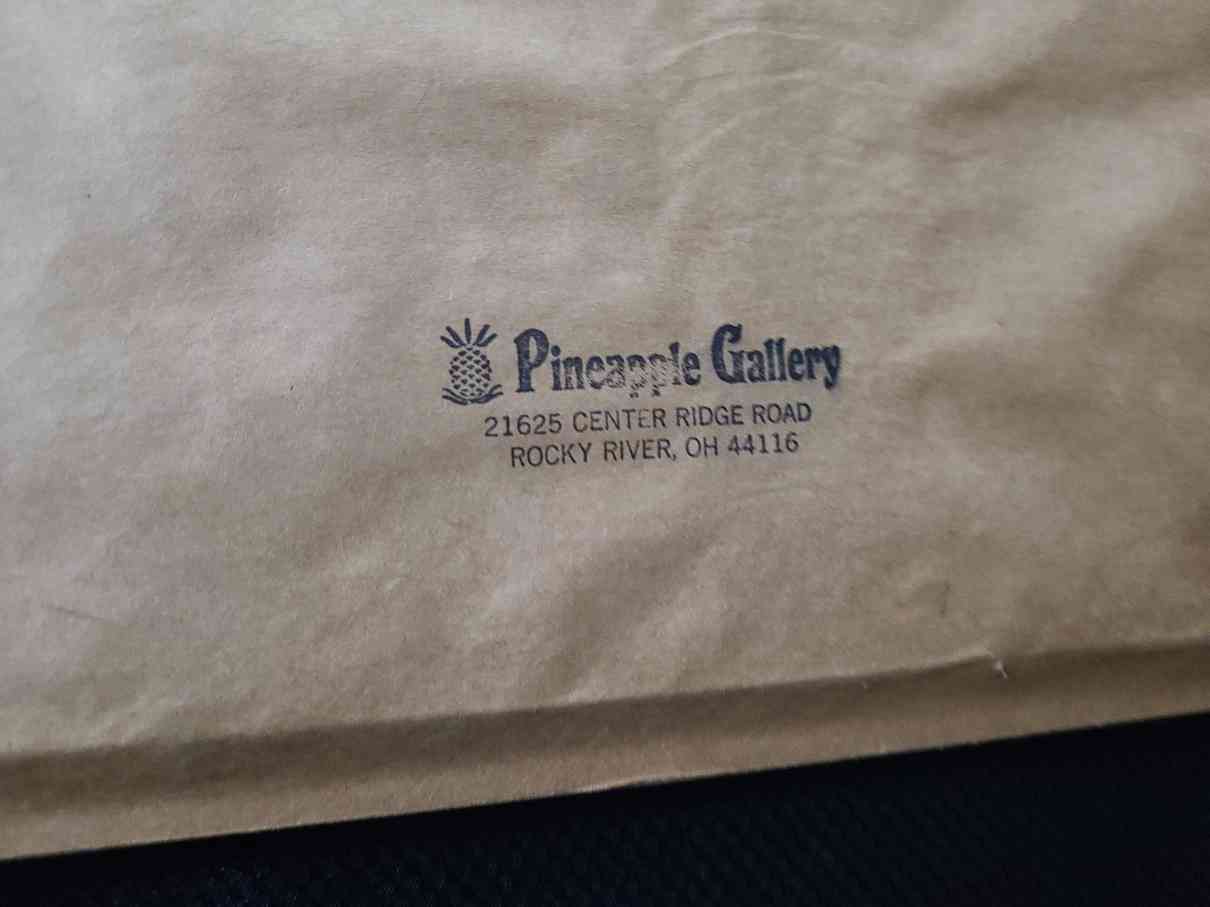 Pineapple Gallery
21625 CENTER RIDGE ROAD
ROCKY RIVER, OH 44116